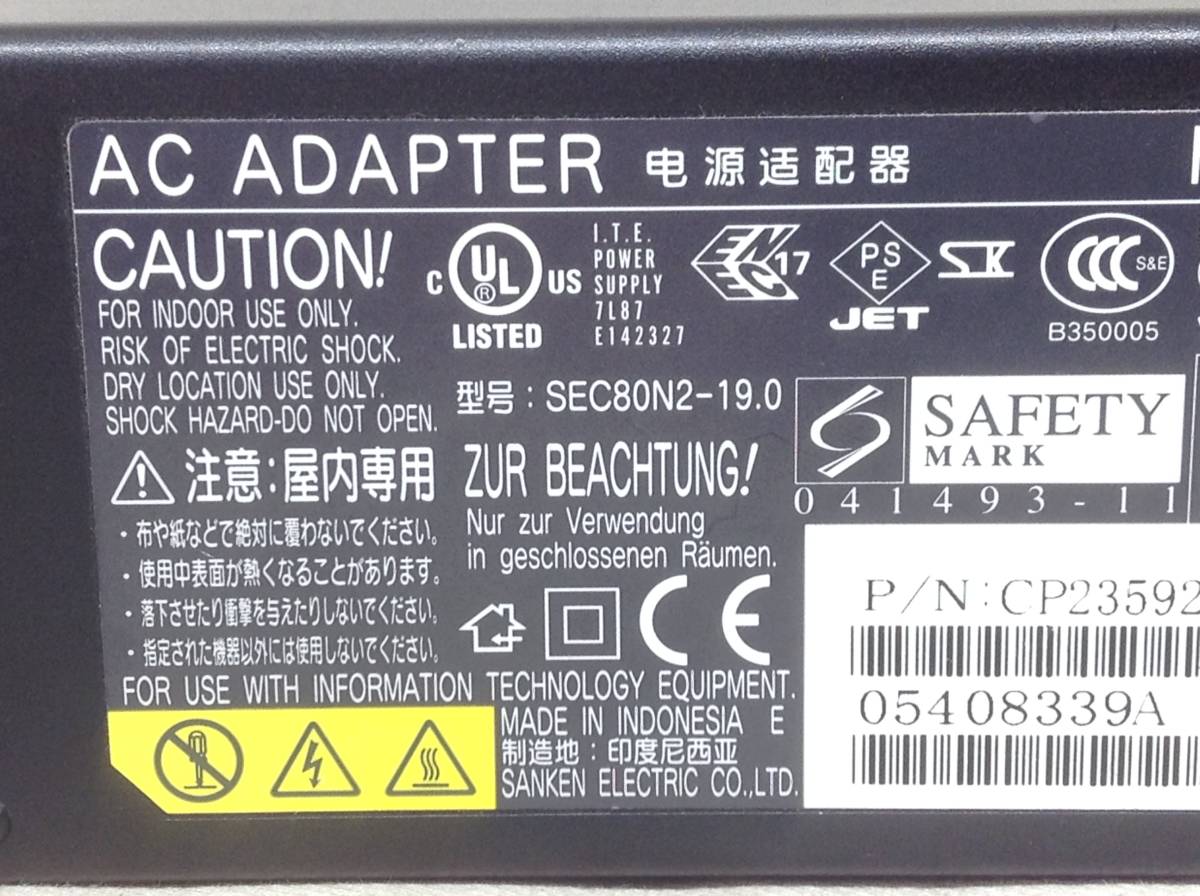 AC ADAPTER 电源适配器
CAUTION!
FOR INDOOR USE ONLY.
RISK OF ELECTRIC SHOCK.
DRY LOCATION USE ONLY.
SHOCK HAZARD-DO NOT OPEN.
注意:屋内専用
・布や紙などで絶対に覆わないでください。
・使用中表面が熱くなることがあります。
・落下させたり衝撃を与えたりしないでください。
・指定された機器以外には使用しないでください。
C UL ® US
LISTED
I.T.E.
POWER
SUPPLY
7L87
E142327
ENEC 17
PS
E
JET
SK
CCC S&E
B350005
型号:SEC80N2-19.0
ZUR BEACHTUNG!
Nur zur Verwendung
in geschlossenen Räumen.
CE
SAFETY
MARK
041493-11
FOR USE WITH INFORMATION TECHNOLOGY EQUIPMENT.
MADE IN INDONESIA E
制造地:印度尼西亚
SANKEN ELECTRIC CO.,LTD.
P/N:CP23592
05408339A